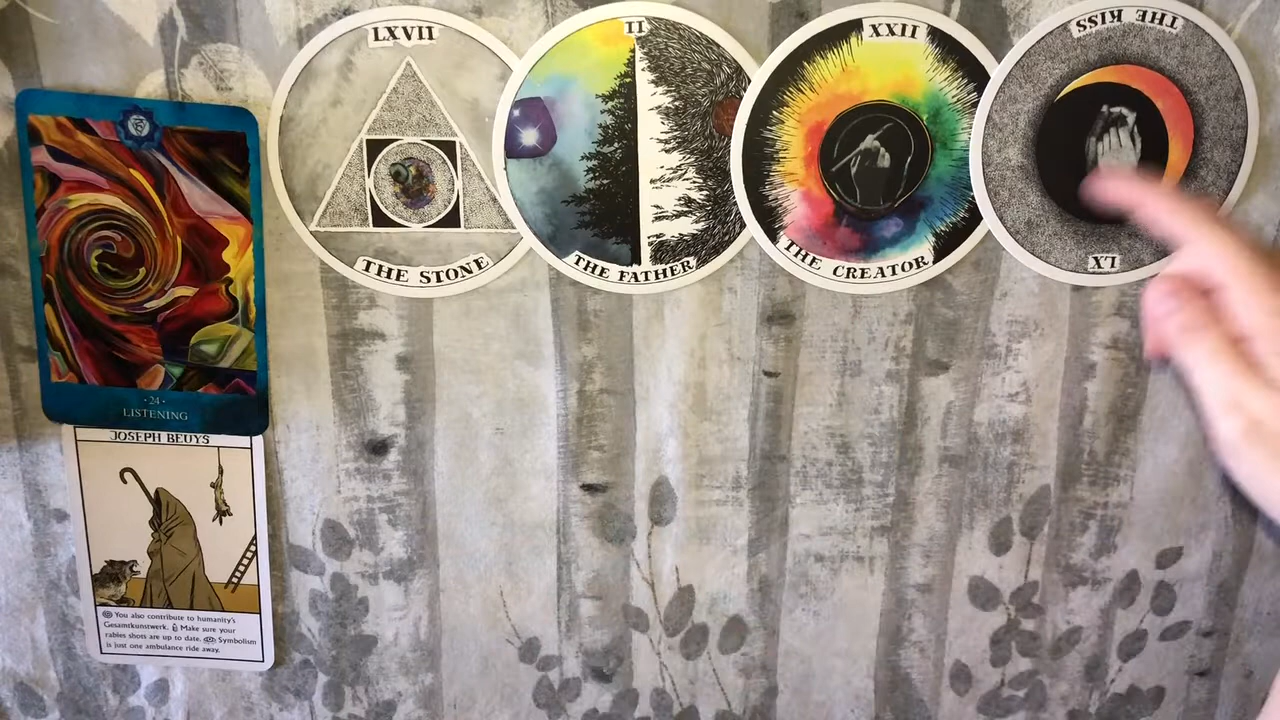 LXVII
THE STONE
II
THE FATHER
XXII
THE CREATOR
THE KISS
LX
·24·
LISTENING
JOSEPH BEUYS
You also contribute to humanity's
Gesamtkunstwerk. Make sure your
rabies shots are up to date. Symbolism
is just one ambulance ride away.